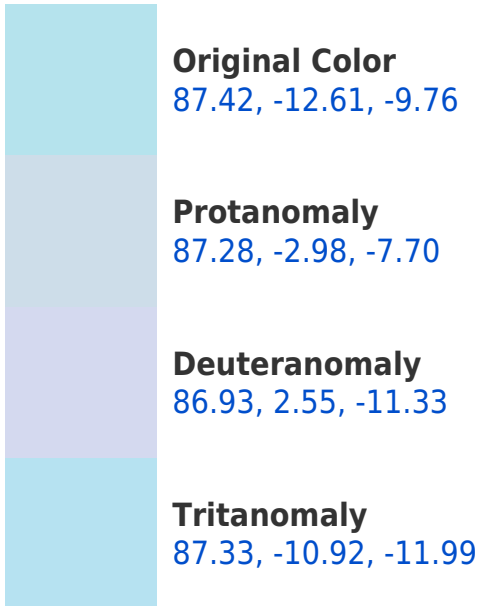 Original Color
87.42, -12.61, -9.76
Protanomaly
87.28, -2.98, -7.70
Deuteranomaly
86.93, 2.55, -11.33
Tritanomaly
87.33, -10.92, -11.99